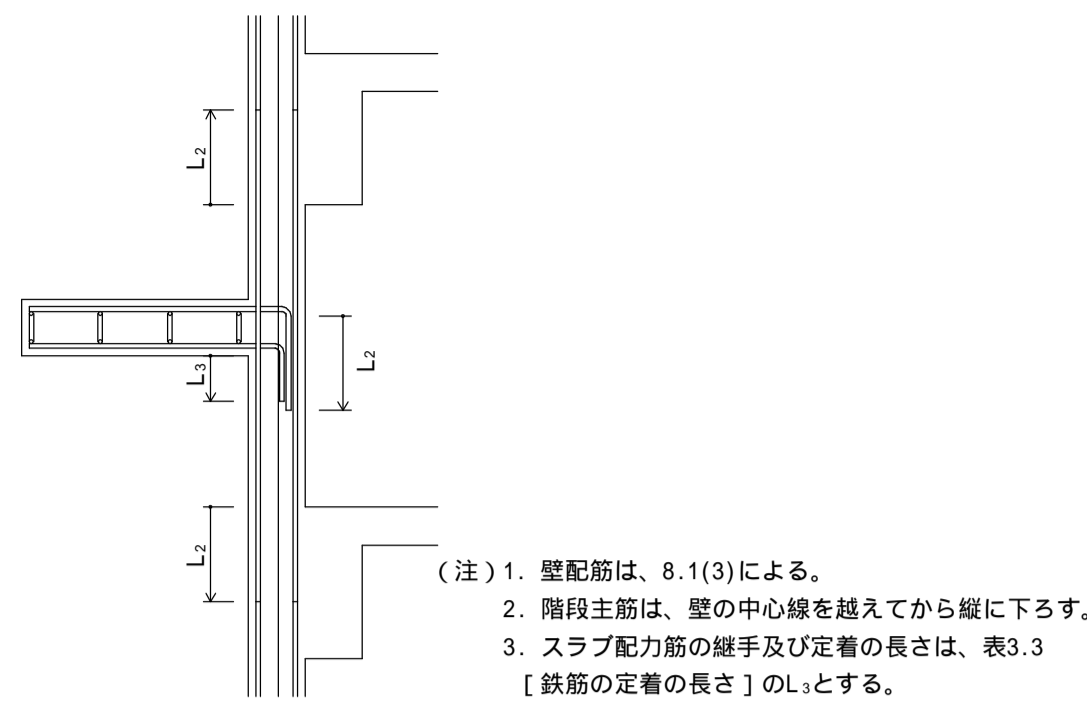 L2
L3
L2
L2
(注)1. 壁配筋は、8.1(3)による。
2. 階段主筋は、壁の中心線を越えてから縦に下ろす。
3. スラブ配力筋の継手及び定着の長さは、表3.3
[鉄筋の定着の長さ]のL3とする。